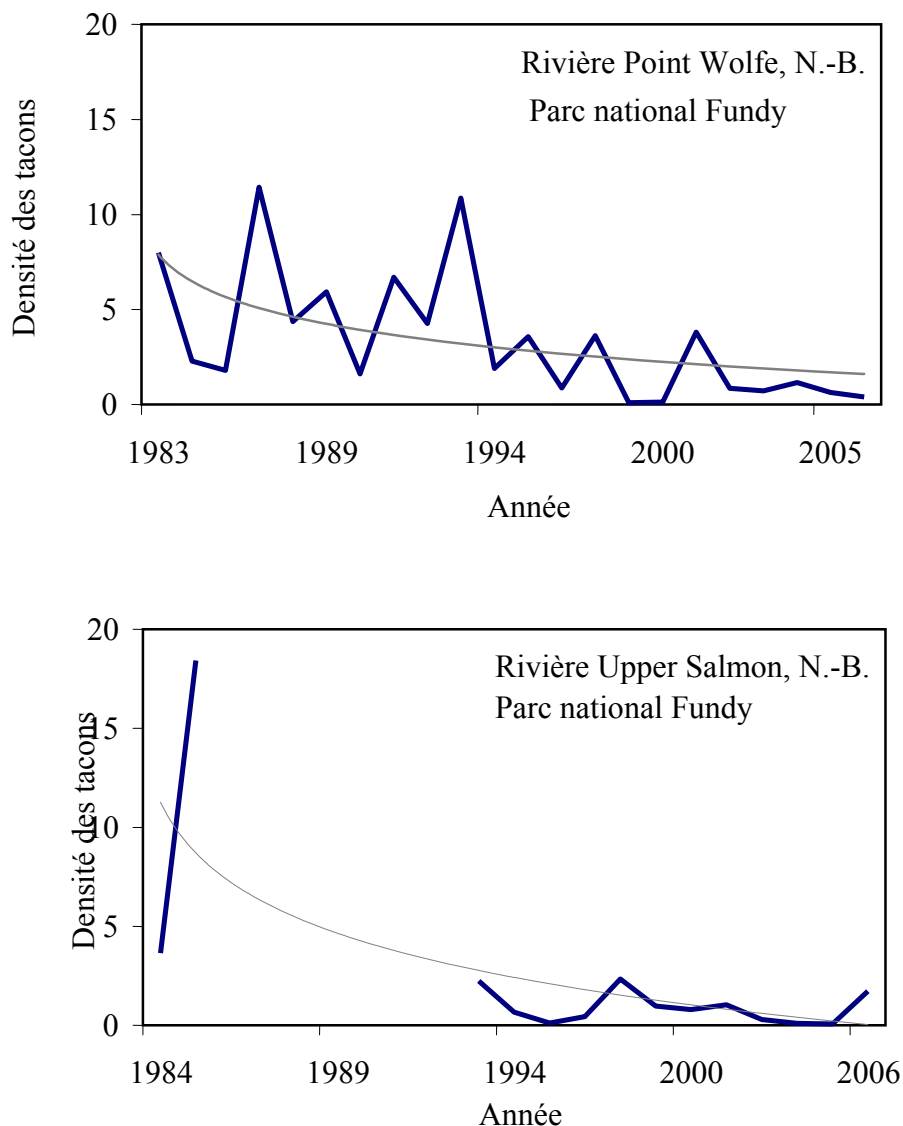 20
Rivière Point Wolfe, N.-B.
Parc national Fundy
15
10
5
0
Densité des tacons
1983 1989 1994 2000 2005
Année
20
Rivière Upper Salmon, N.-B.
Parc national Fundy
15
10
5
0
Densité des tacons
1984 1989 1994 2000 2006
Année